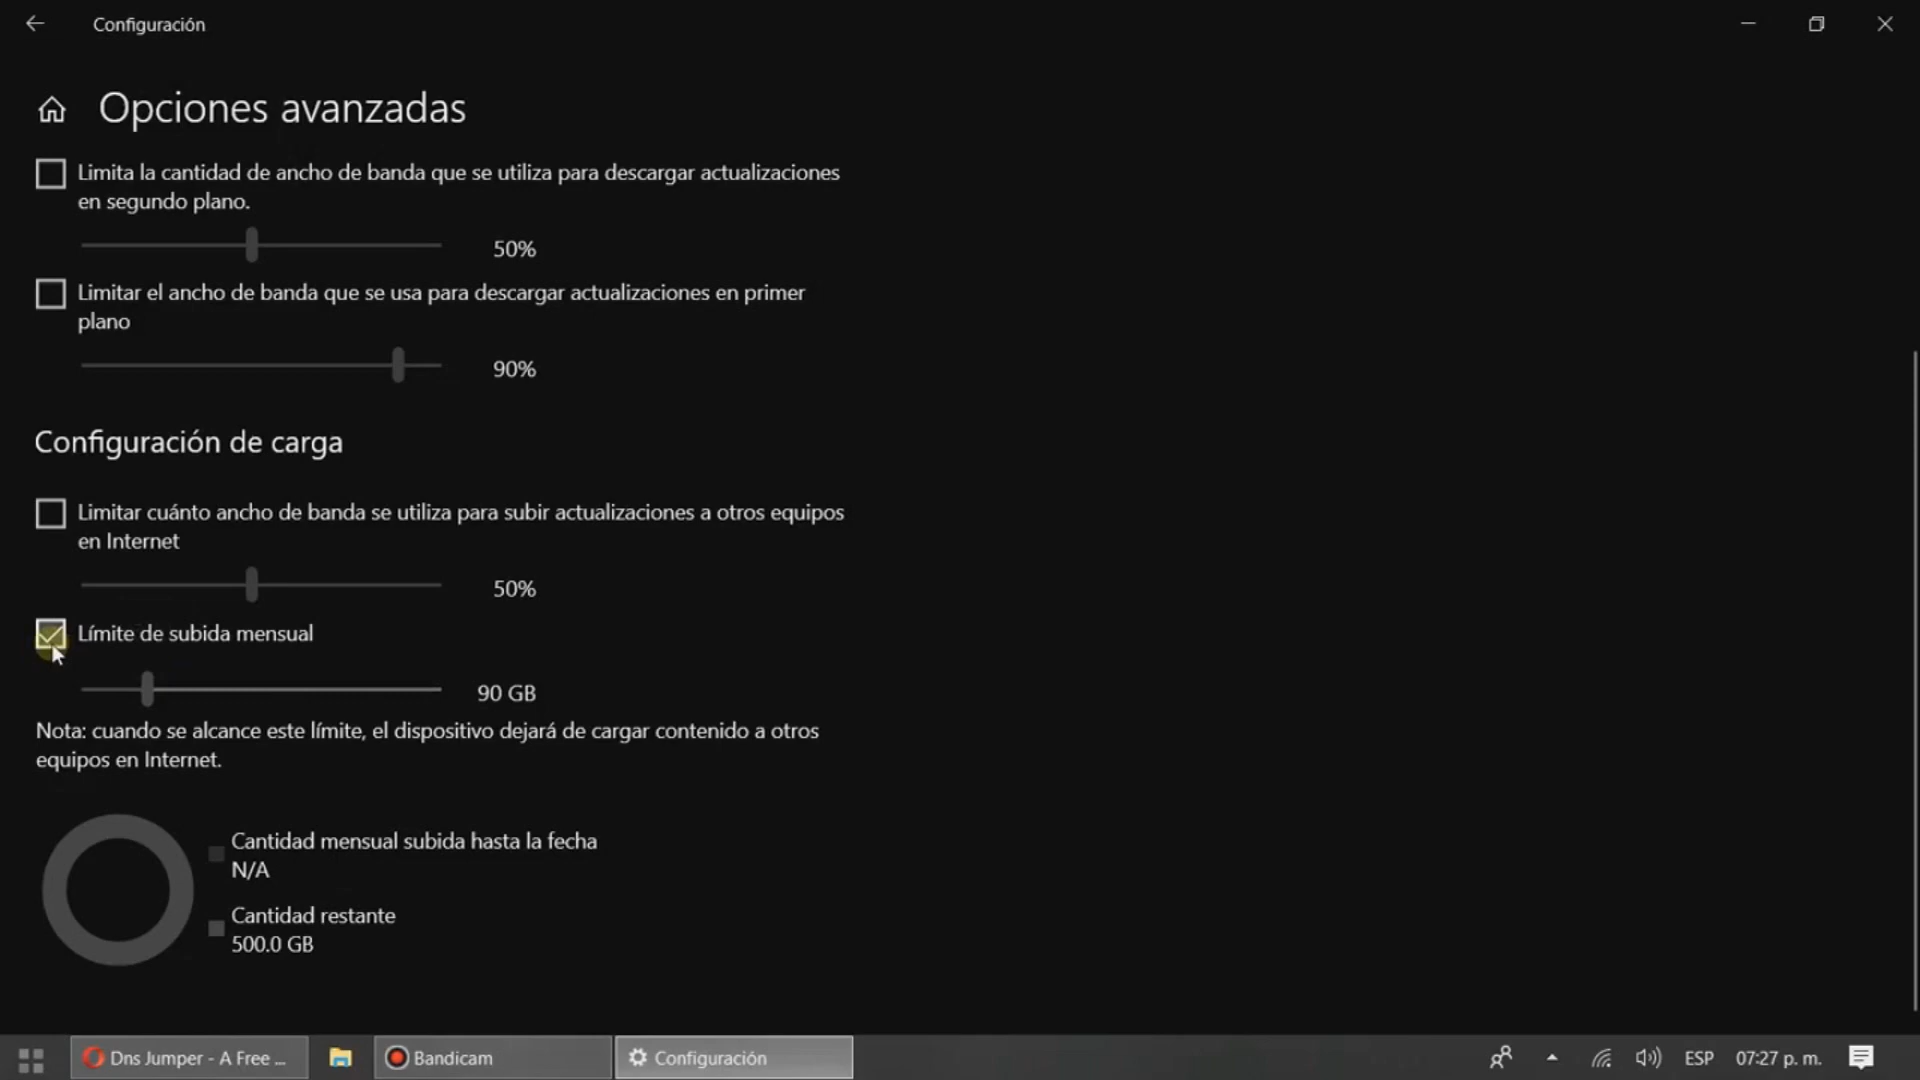 Configuración
Opciones avanzadas
Limita la cantidad de ancho de banda que se utiliza para descargar actualizaciones
en segundo plano.
50%
Limitar el ancho de banda que se usa para descargar actualizaciones en primer
plano
90%
Configuración de carga
Limitar cuánto ancho de banda se utiliza para subir actualizaciones a otros equipos
en Internet
50%
Límite de subida mensual
90 GB
Nota: cuando se alcance este límite, el dispositivo dejará de cargar contenido a otros
equipos en Internet.
Cantidad mensual subida hasta la fecha
N/A
Cantidad restante
500.0 GB
Dns Jumper - A Free ...
Bandicam
Configuración
ESP
07:27 p. m.